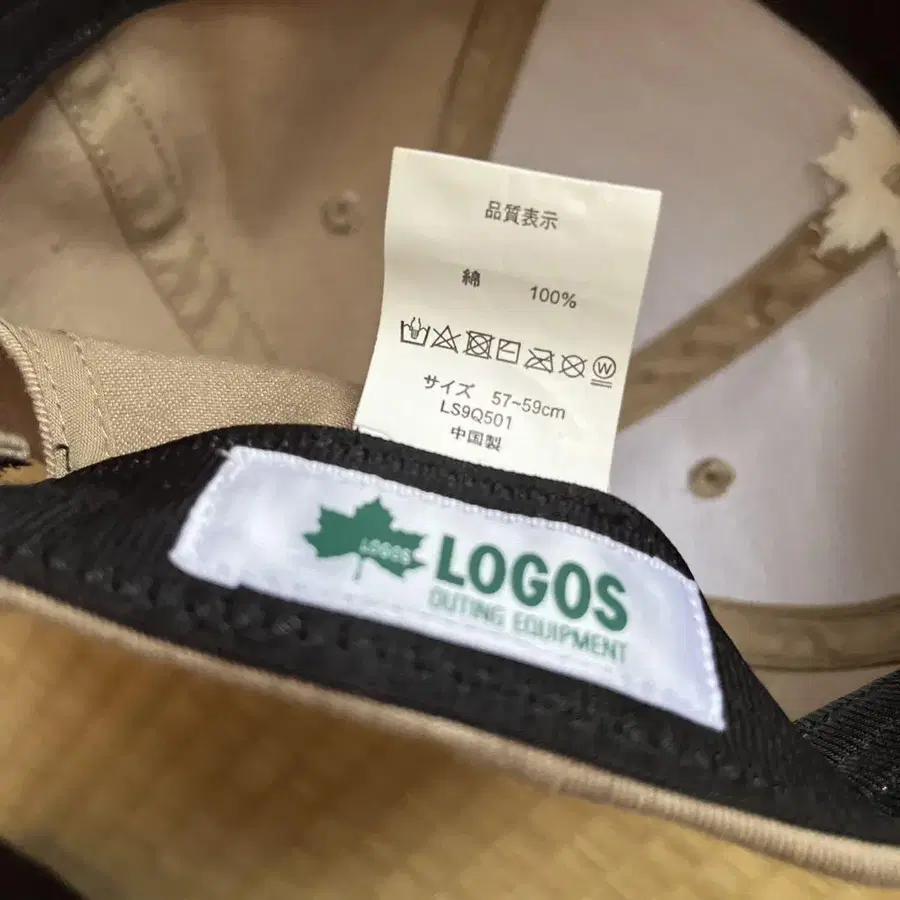 品質表示
綿 100%
W
サイズ 57~59cm
LS9Q501
中国製
LOGOS
LOGOS
OUTING EQUIPMENT